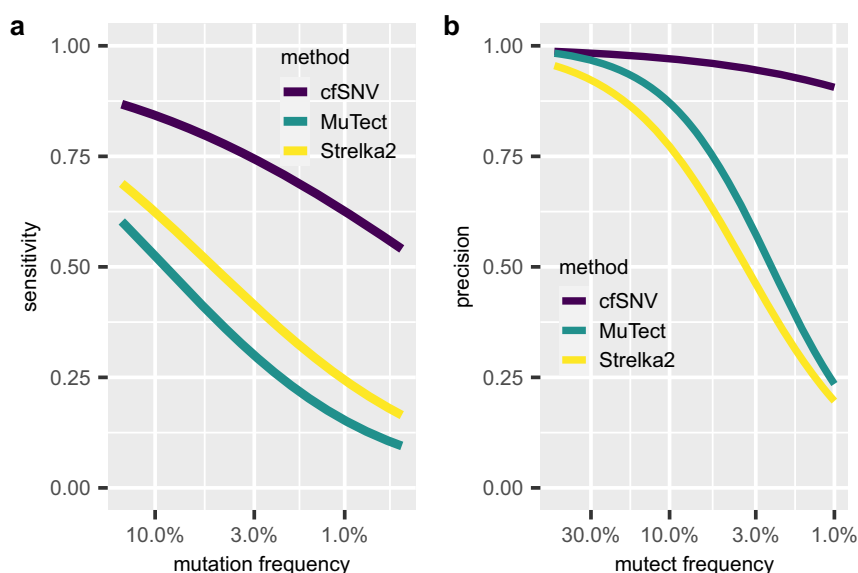 a
1.00
0.75
0.50
0.25
0.00
sensitivity
method
cfSNV
MuTect
Strelka2
10.0% 3.0% 1.0%
mutation frequency
b
1.00
0.75
0.50
0.25
0.00
precision
method
cfSNV
MuTect
Strelka2
30.0% 10.0% 3.0% 1.0%
mutect frequency